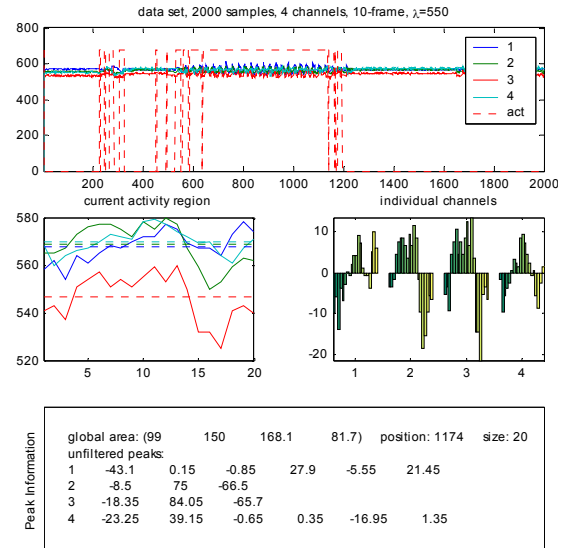 data set, 2000 samples, 4 channels, 10-frame, λ=550
800
600
400
200
0
1
2
3
4
act
200 400 600 800 1000 1200 1400 1600 1800 2000
current activity region
individual channels
580
560
540
520
5 10 15 20
10
0
-10
-20
1 2 3 4
Peak Information
global area: (99 150 168.1 81.7) position: 1174 size: 20
unfiltered peaks:
1 -43.1 0.15 -0.85 27.9 -5.55 21.45
2 -8.5 75 -66.5
3 -18.35 84.05 -65.7
4 -23.25 39.15 -0.65 0.35 -16.95 1.35